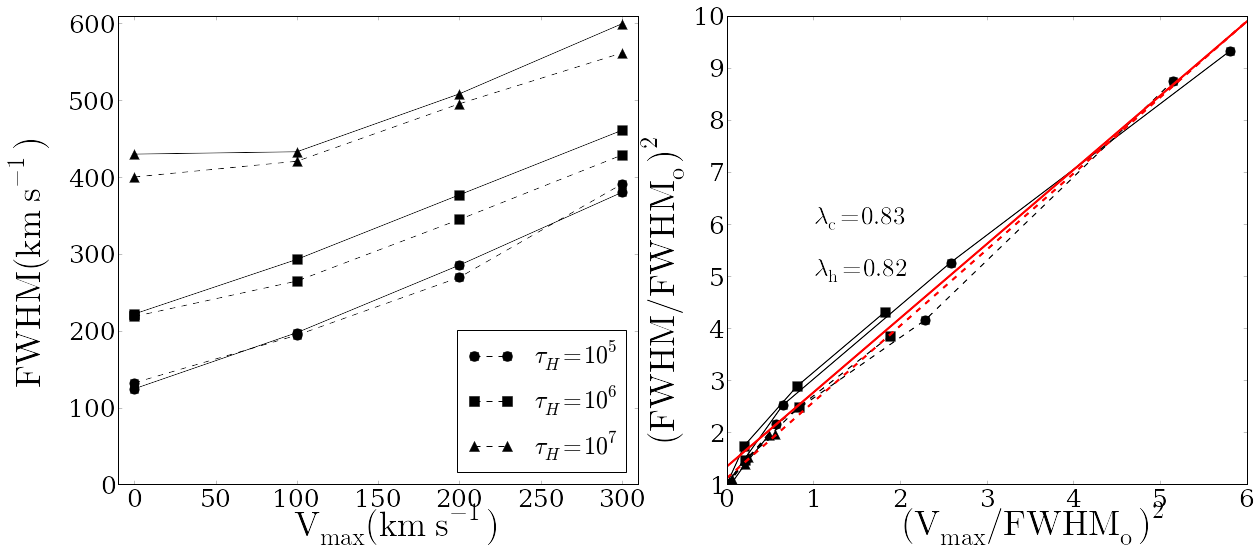 FWHM(km s⁻¹)
600
500
400
300
200
100
0
0 50 100 150 200 250 300
V_max(km s⁻¹)
τ_H=10⁵
τ_H=10⁶
τ_H=10⁷
(FWHM/FWHM_o)²
10
9
8
7
6
5
4
3
2
1
λ_c=0.83
λ_h=0.82
0 1 2 3 4 5 6
(V_max/FWHM_o)²